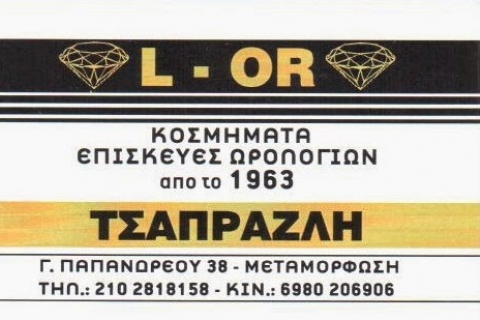 L - OR
ΚΟΣΜΗΜΑΤΑ
ΕΠΙΣΚΕΥΕΣ ΩΡΟΛΟΓΙΩΝ
απο το 1963
ΤΣΑΠΡΑΖΛΗ
Γ. ΠΑΠΑΝΔΡΕΟΥ 38 - ΜΕΤΑΜΟΡΦΩΣΗ
ΤΗΛ.: 210 2818158 - ΚΙΝ.: 6980 206906